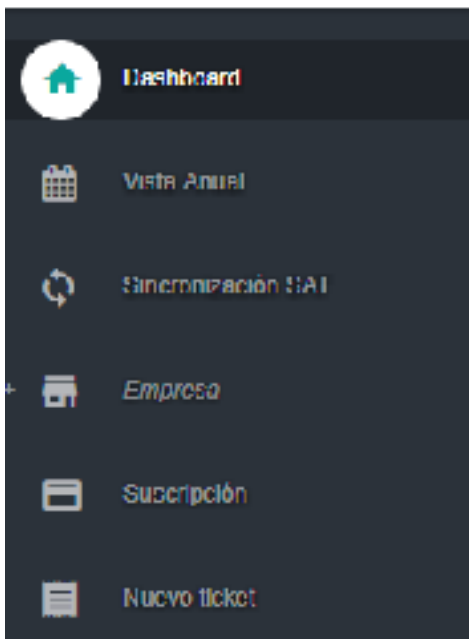 Dashboard
Vista Anual
Sincronización SAT
+ Empresa
Suscripción
Nuevo ticket